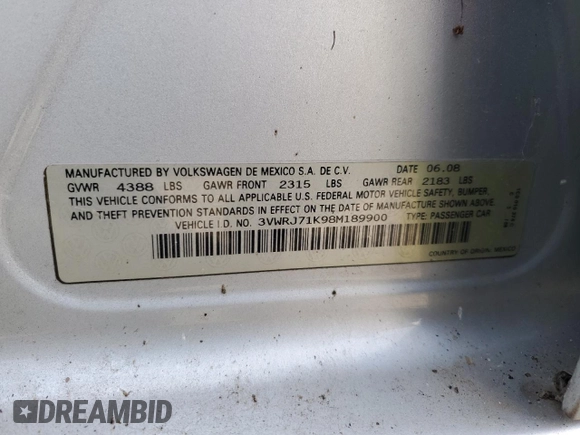 MANUFACTURED BY VOLKSWAGEN DE MEXICO S.A. DE C.V. DATE 06.08
GVWR 4388 LBS GAWR FRONT 2315 LBS GAWR REAR 2183 LBS
THIS VEHICLE CONFORMS TO ALL APPLICABLE U.S. FEDERAL MOTOR VEHICLE SAFETY, BUMPER,
AND THEFT PREVENTION STANDARDS IN EFFECT ON THE DATE OF MANUFACTURE SHOWN ABOVE.
VEHICLE I.D. NO. 3VWRJ71K98M189900 TYPE: PASSENGER CAR
COUNTRY OF ORIGIN: MEXICO
DREAMBID